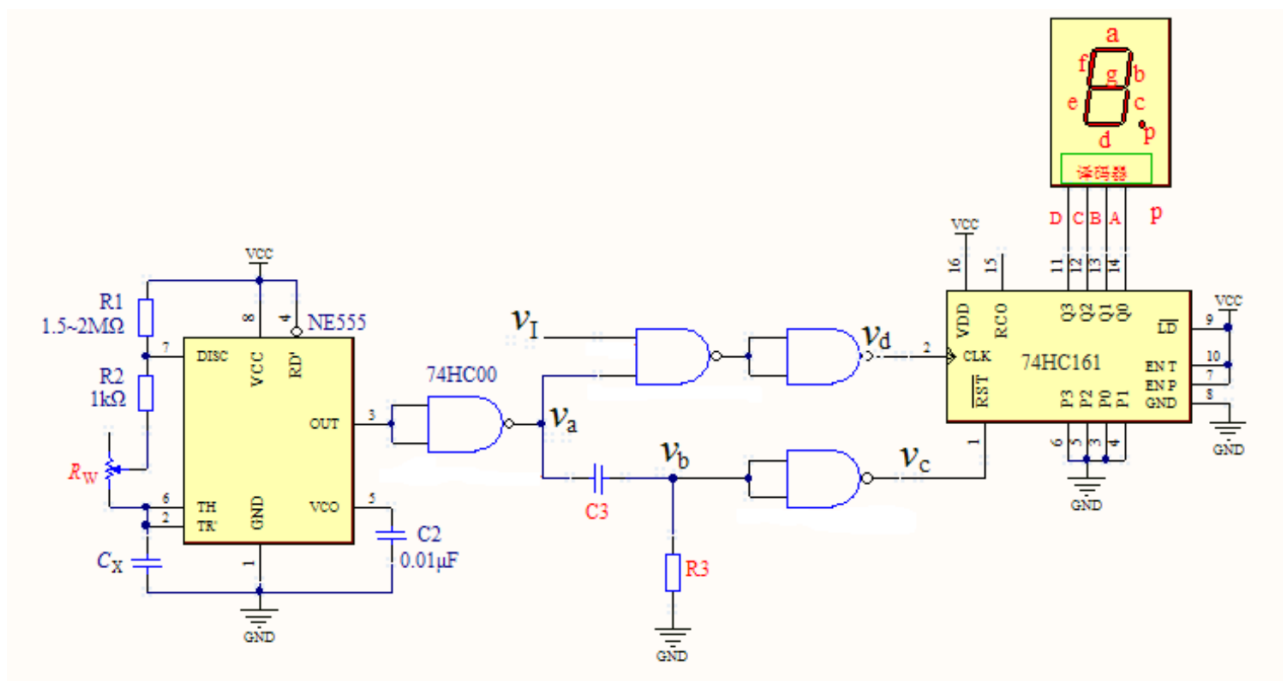 a
f
g
b
e
c
d
p
译码器
D C B A
p
VCC
VCC
16
15
11
12
13
14
R1
1.5~2MΩ
8
4
NE555
VDD
RCO
Q3
Q2
Q1
Q0
VCC
7
DISC
VCC
RD'
v_I
v_d
2
CLK
74HC161
LD
9
EN T
10
EN P
7
GND
8
R2
1kΩ
74HC00
OUT
3
v_a
RST
P3
P2
P0
P1
1
6
5
3
4
GND
R_W
v_b
v_c
GND
6
TH
2
TR'
GND
VCO
5
C3
C_X
1
C2
0.01μF
R3
GND
GND